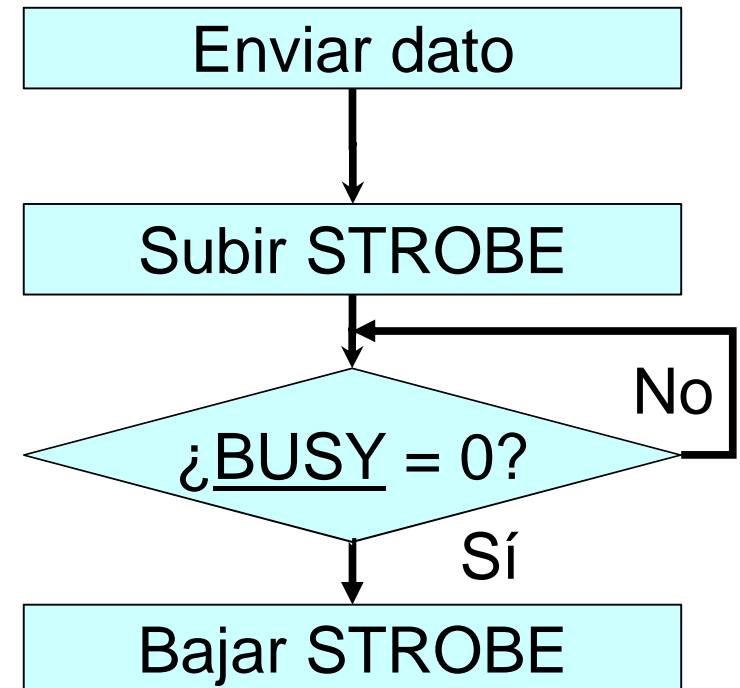 Enviar dato
Subir STROBE
No
¿BUSY = 0?
Sí
Bajar STROBE